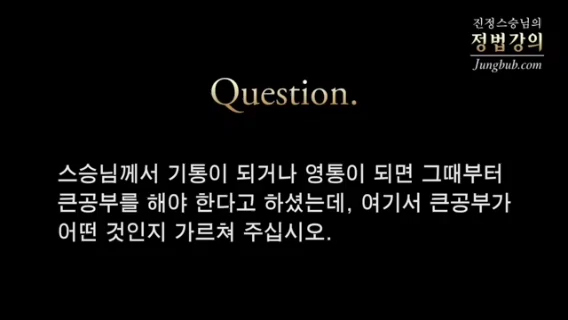 진정스승님의
정법강의
Jungbub.com
Question.
스승님께서 기통이 되거나 영통이 되면 그때부터
큰공부를 해야 한다고 하셨는데, 여기서 큰공부가
어떤 것인지 가르쳐 주십시오.